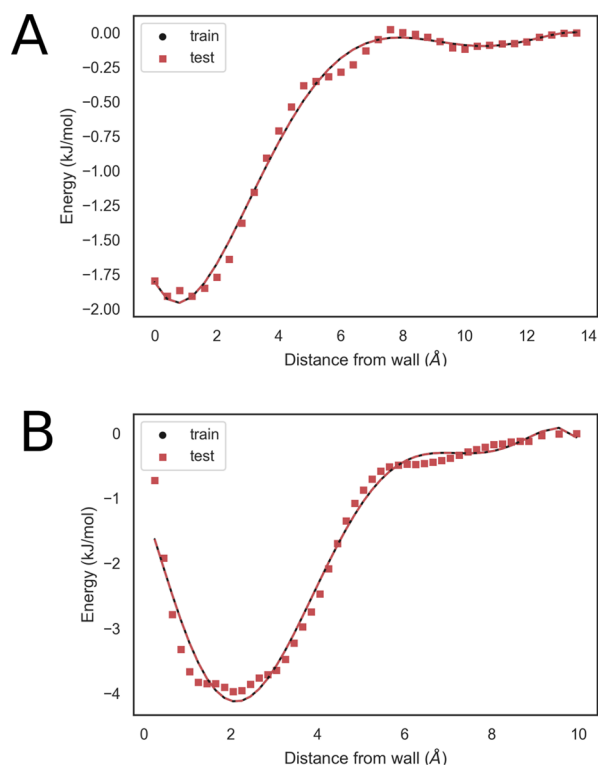 A
train
test
Energy (kJ/mol)
0.00
−0.25
−0.50
−0.75
−1.00
−1.25
−1.50
−1.75
−2.00
0 2 4 6 8 10 12 14
Distance from wall (Å)
B
train
test
Energy (kJ/mol)
0
−1
−2
−3
−4
0 2 4 6 8 10
Distance from wall (Å)